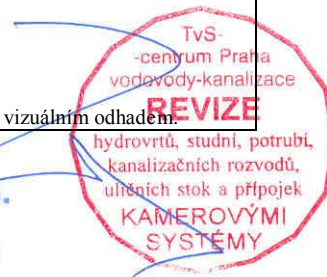 TvS-
-centrum Praha
vodovody-kanalizace
REVIZE
vizuálním odhadem.
hydrovrtů, studní, potrubí,
kanalizačních rozvodů,
uličních stok a přípojek
KAMEROVÝMI
SYSTÉMY